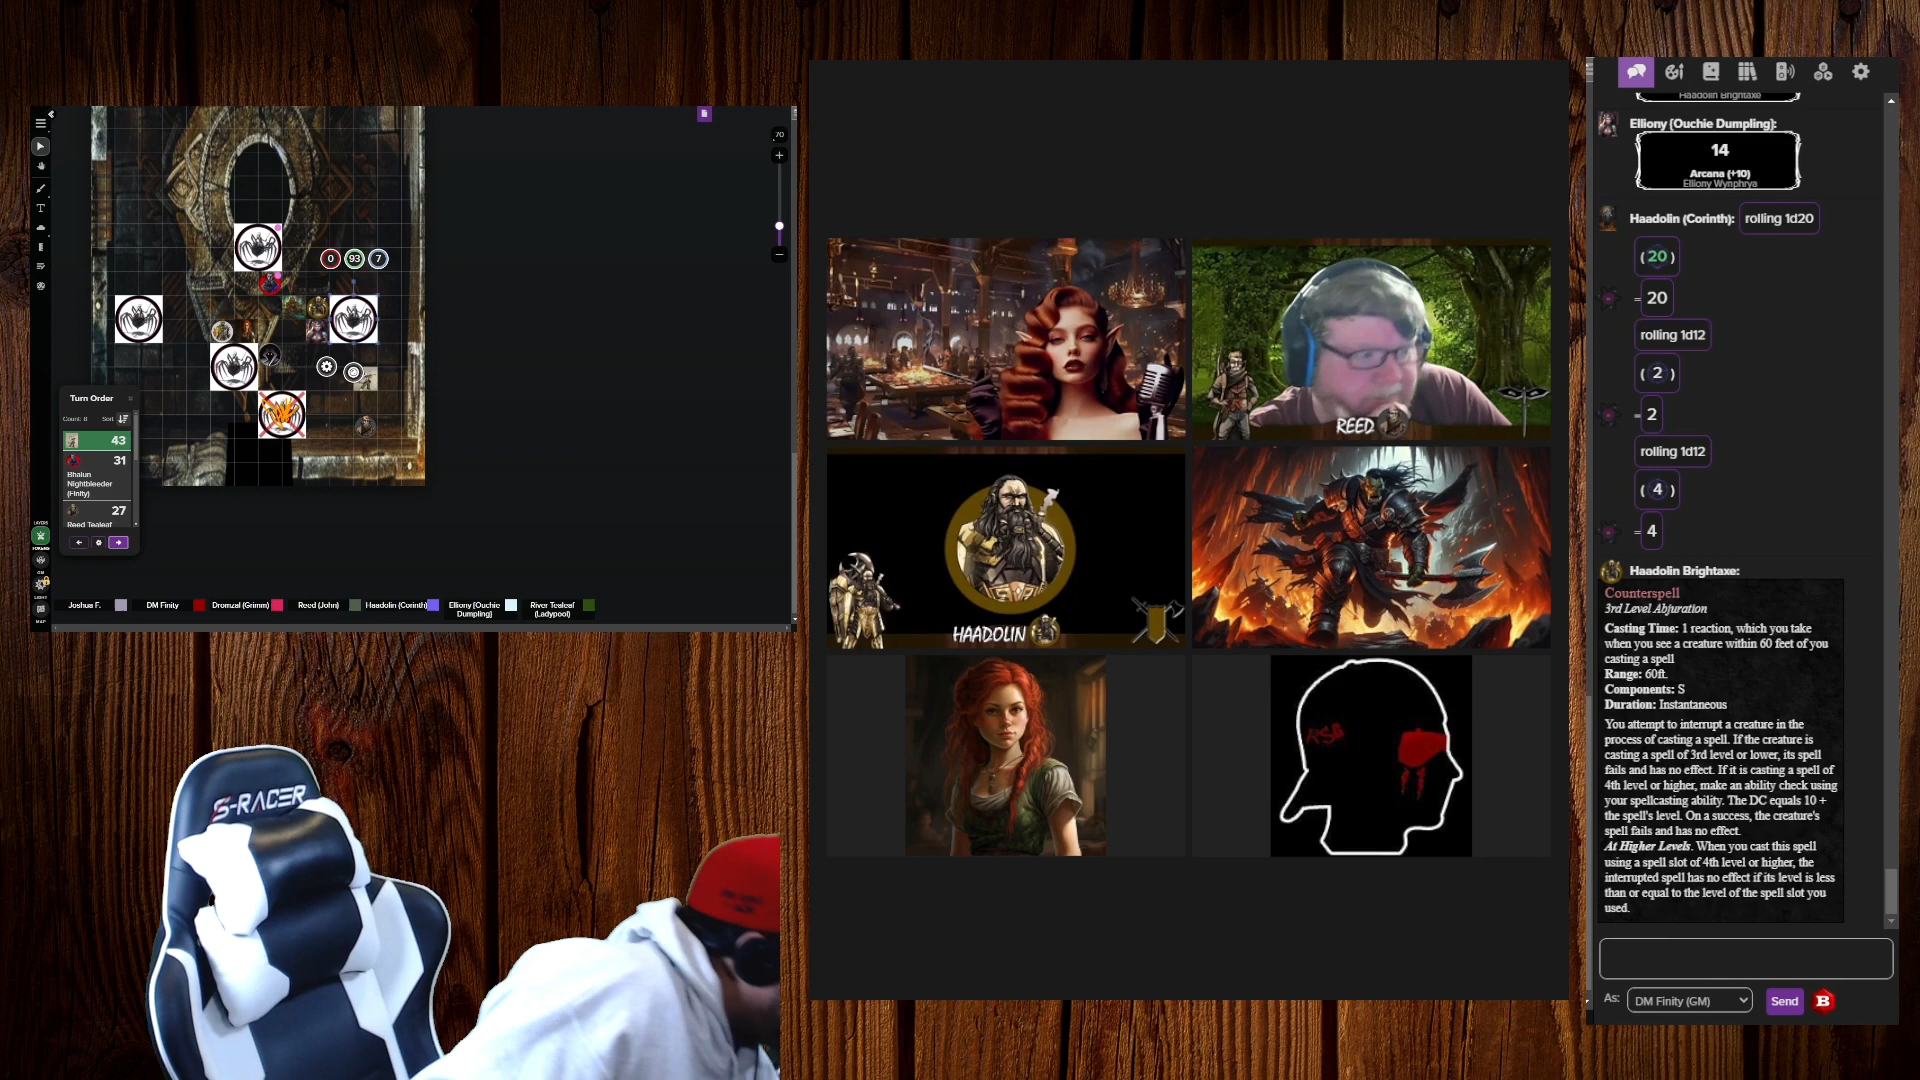 70
0
93
7
Turn Order
Count: 8
Sort
43
31
Bhalun
Nightbleeder
(Finity)
27
Reed Tealeaf
LAYERS
TOKENS
GM
LIGHT
MAP
Joshua F.
DM Finity
Dromzal (Grimm)
Reed (John)
Haadolin (Corinth)
Elliony [Ouchie
Dumpling]
River Tealeaf
(Ladypool)
S-RACER
REED
HAADOLIN
RSB
Haadolin Brightaxe
Elliony [Ouchie Dumpling]:
14
Arcana (+10)
Elliony Wynphrya
Haadolin (Corinth):
rolling 1d20
(20)
= 20
rolling 1d12
(2)
= 2
rolling 1d12
(4)
= 4
Haadolin Brightaxe:
Counterspell
3rd Level Abjuration
Casting Time: 1 reaction, which you take
when you see a creature within 60 feet of you
casting a spell
Range: 60ft.
Components: S
Duration: Instantaneous
You attempt to interrupt a creature in the
process of casting a spell. If the creature is
casting a spell of 3rd level or lower, its spell
fails and has no effect. If it is casting a spell of
4th level or higher, make an ability check using
your spellcasting ability. The DC equals 10 +
the spell's level. On a success, the creature's
spell fails and has no effect.
At Higher Levels. When you cast this spell
using a spell slot of 4th level or higher, the
interrupted spell has no effect if its level is less
than or equal to the level of the spell slot you
used.
As:
DM Finity (GM)
Send
B